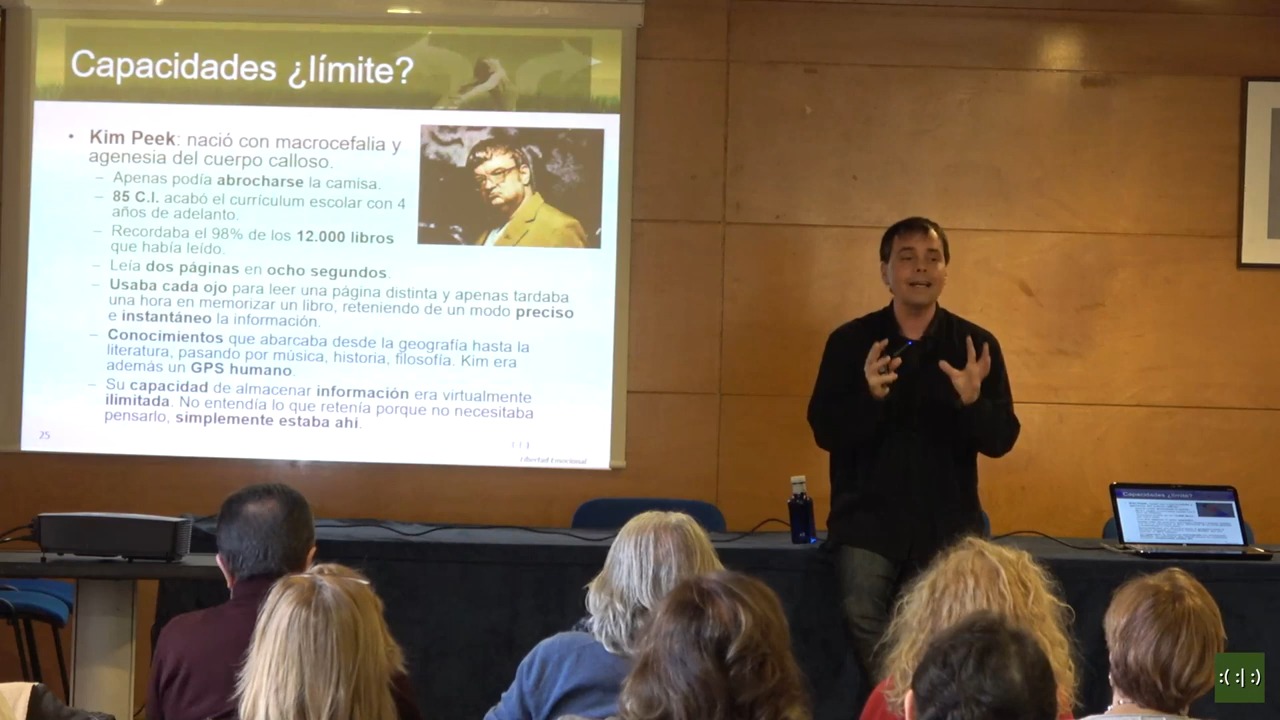 Capacidades ¿límite?
• Kim Peek: nació con macrocefalia y
agenesia del cuerpo calloso.
– Apenas podía abrocharse la camisa.
– 85 C.I. acabó el currículum escolar con 4
años de adelanto.
– Recordaba el 98% de los 12.000 libros
que había leído.
– Leía dos páginas en ocho segundos.
– Usaba cada ojo para leer una página distinta y apenas tardaba
una hora en memorizar un libro, reteniendo de un modo preciso
e instantáneo la información.
– Conocimientos que abarcaba desde la geografía hasta la
literatura, pasando por música, historia, filosofía. Kim era
además un GPS humano.
– Su capacidad de almacenar información era virtualmente
ilimitada. No entendía lo que retenía porque no necesitaba
pensarlo, simplemente estaba ahí.
25
Libertad Emocional
Capacidades ¿límite?
:( :| :)